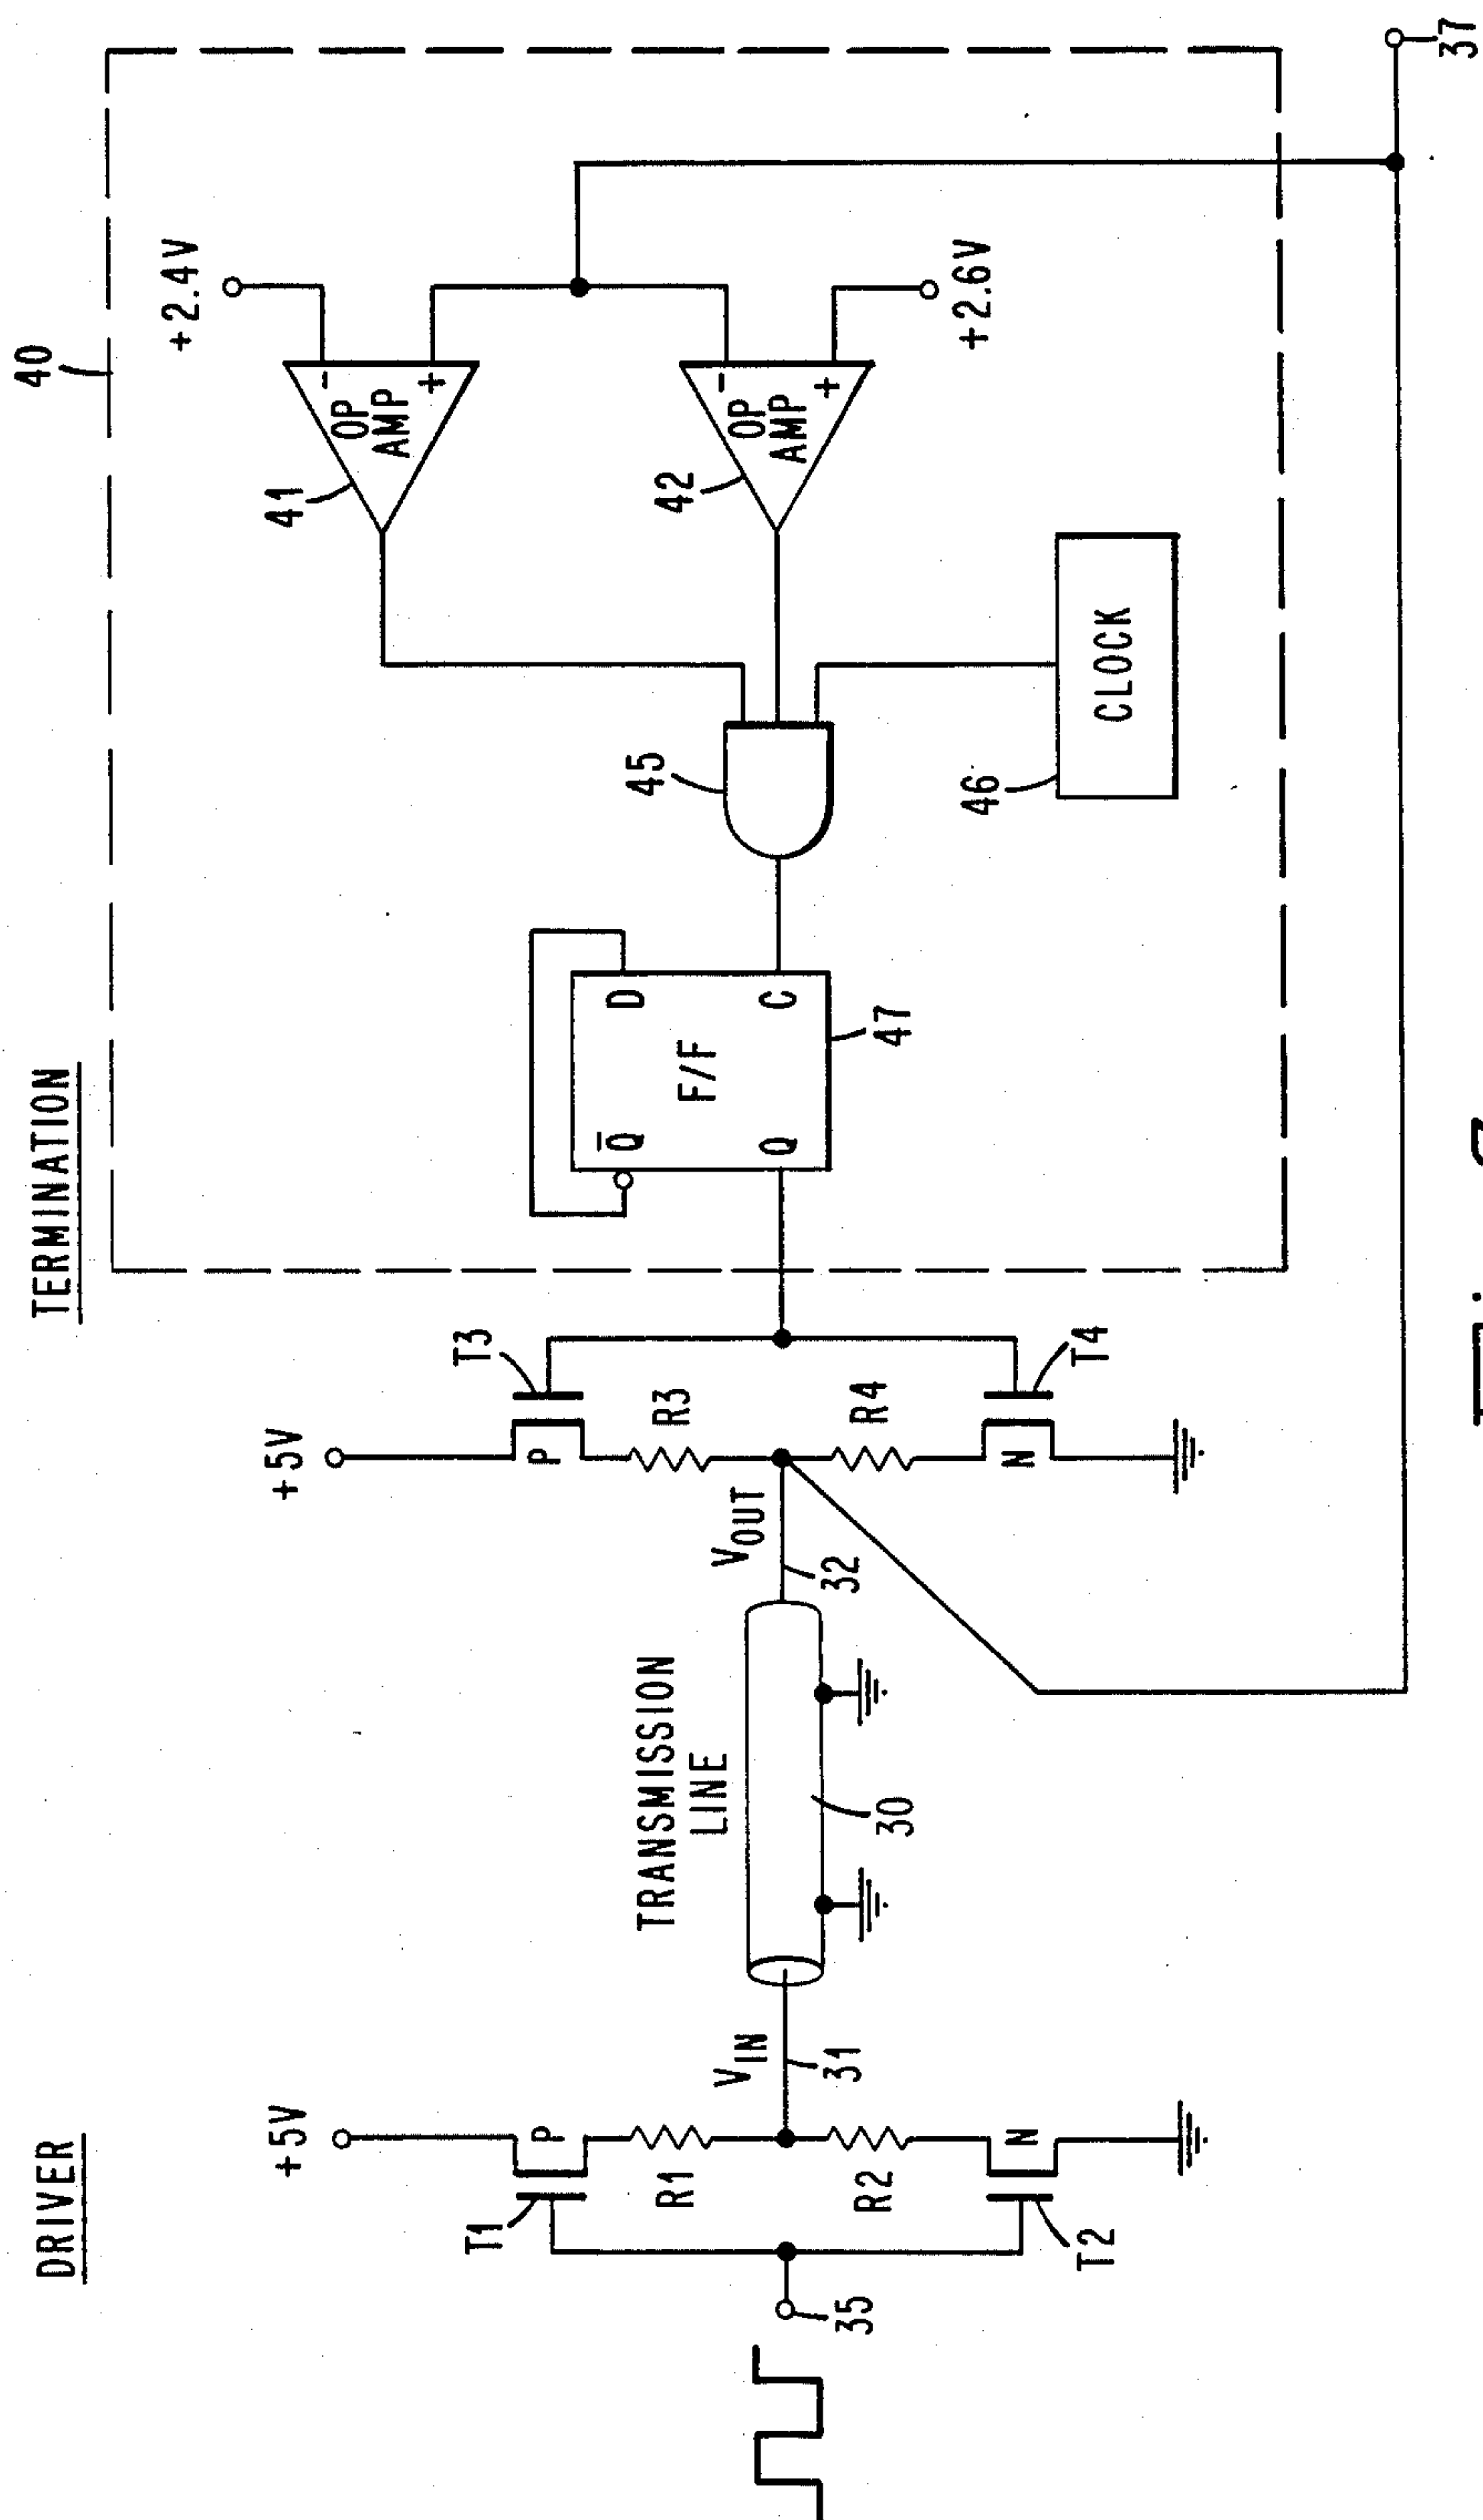 DRIVER
TERMINATION
40
+5V
+5V
+2.4V
T1
P
T3
P
41
OP
AMP
-
+
R1
R3
Q̅
D
TRANSMISSION
LINE
F/F
45
42
OP
AMP
-
+
VIN
VOUT
35
31
32
Q
C
R2
R4
30
47
46
CLOCK
+2.6V
N
T2
N
T4
37